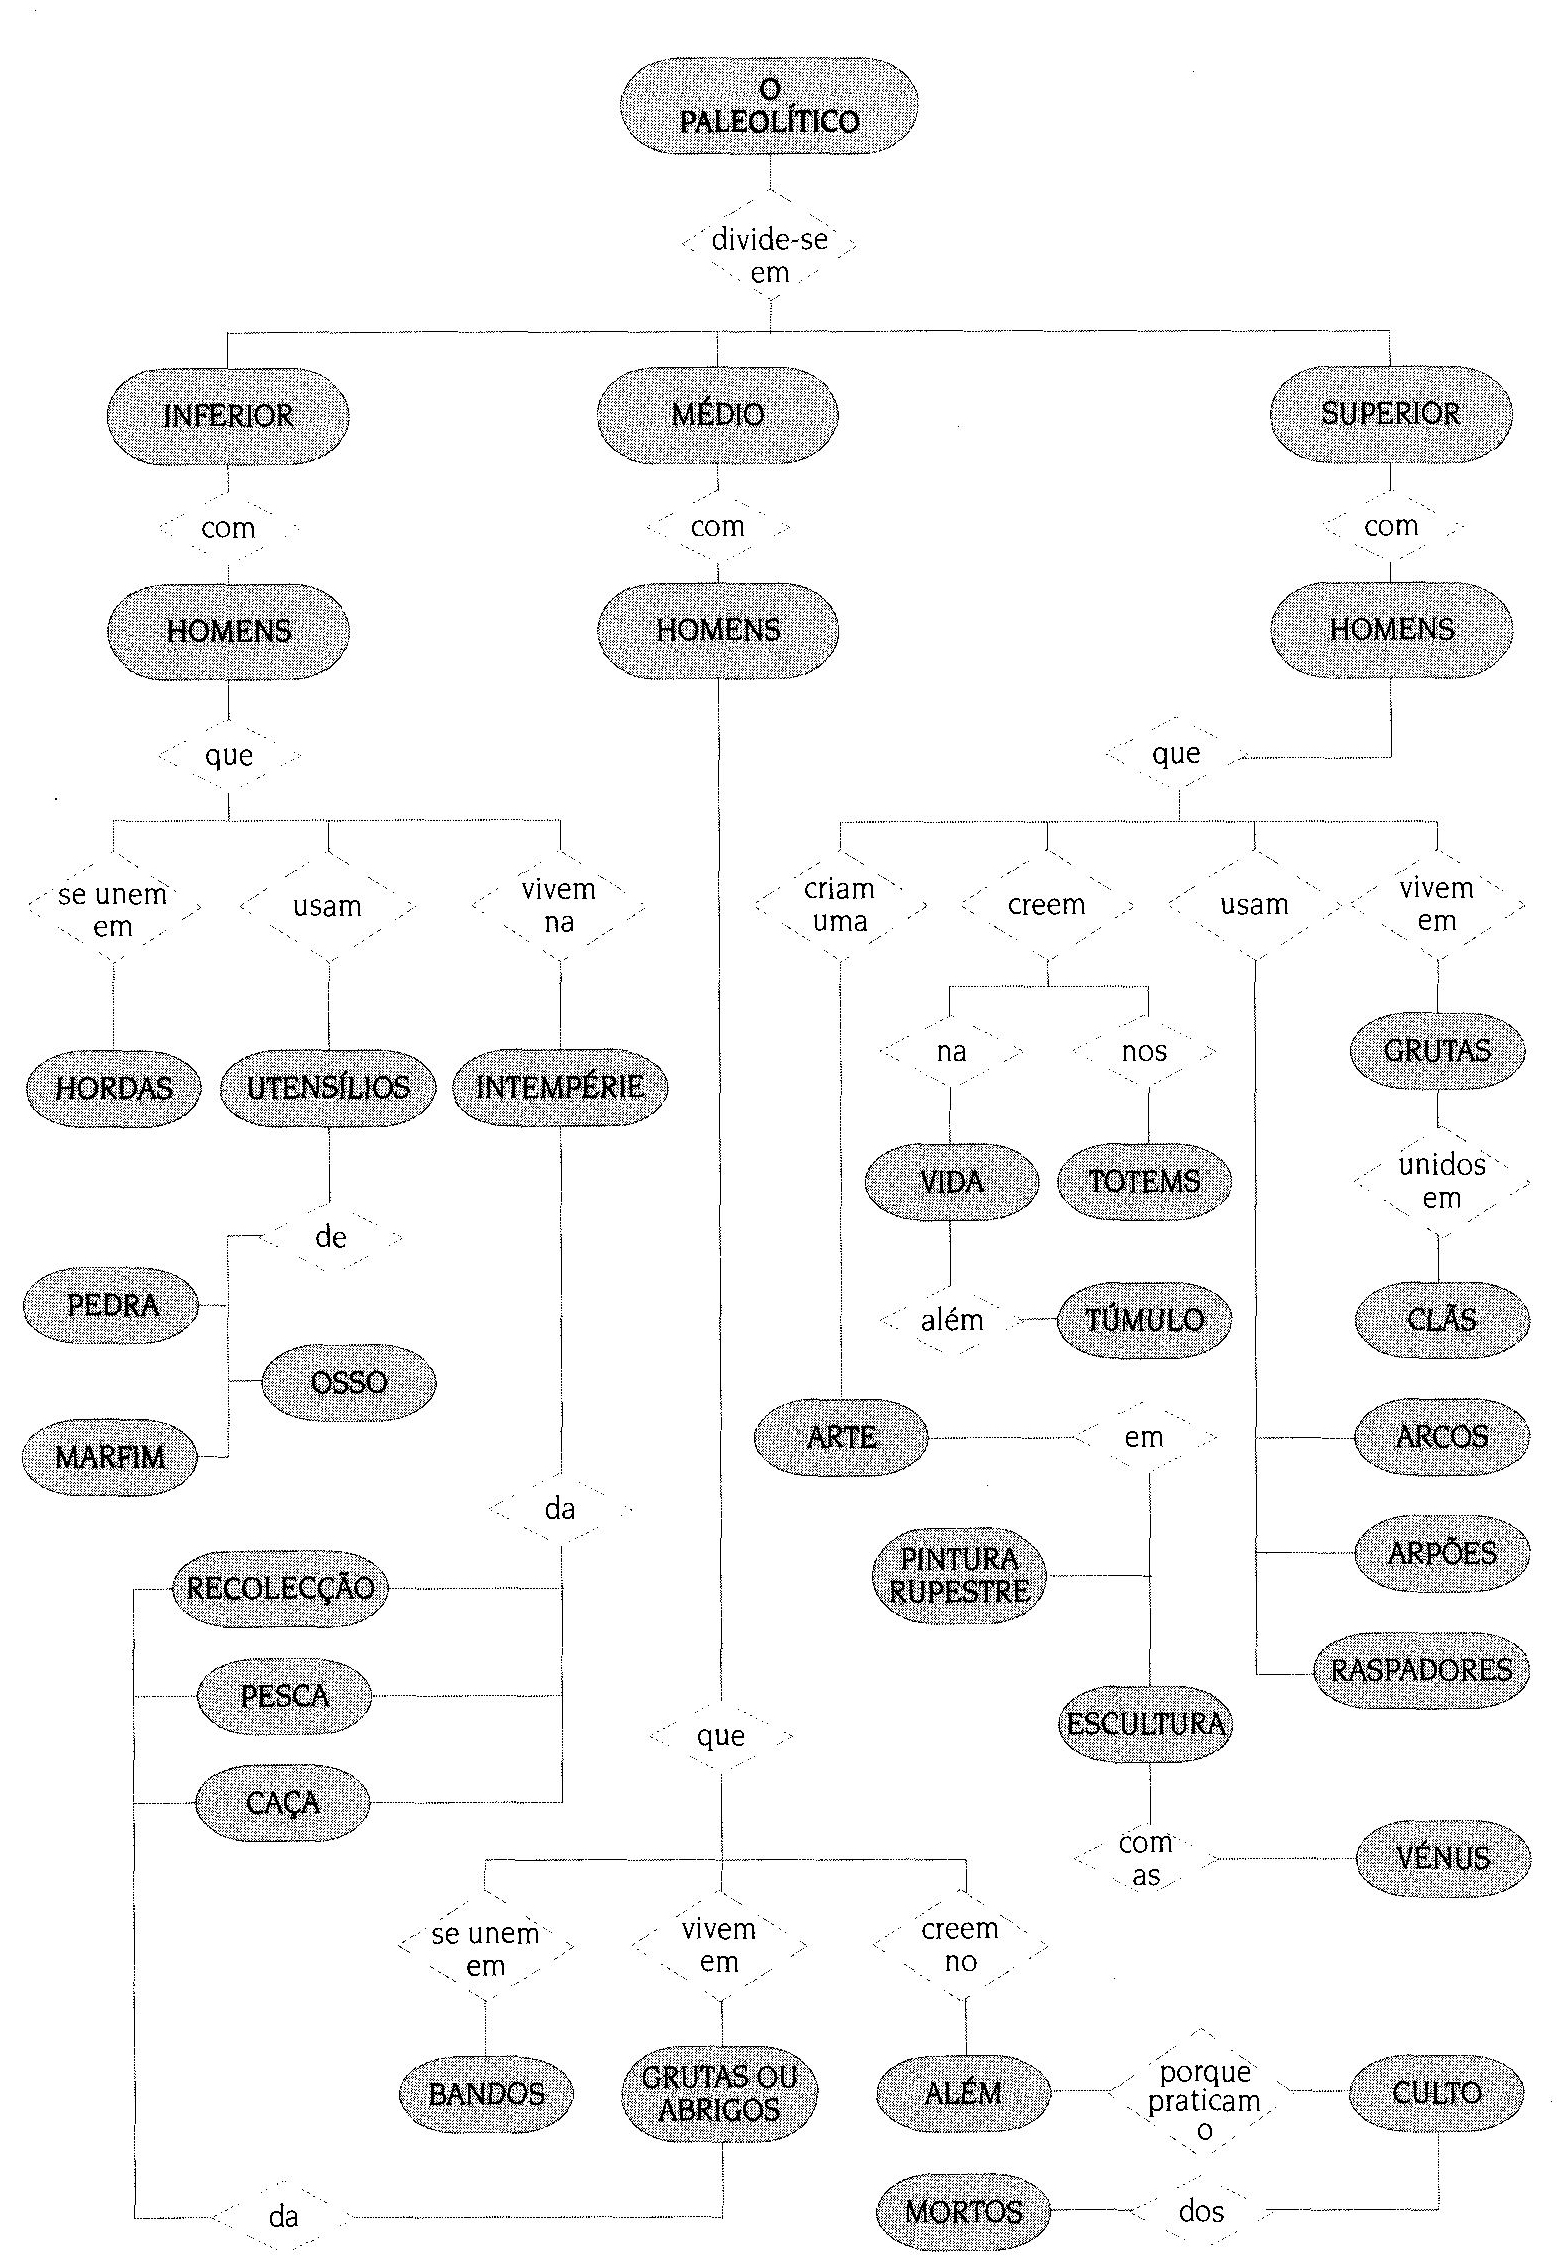 O
PALEOLÍTICO
divide-se
em
INFERIOR
MÉDIO
SUPERIOR
com
com
com
HOMENS
HOMENS
HOMENS
que
que
se unem
em
usam
vivem
na
criam
uma
creem
usam
vivem
em
HORDAS
UTENSÍLIOS
INTEMPÉRIE
na
nos
GRUTAS
VIDA
TOTEMS
unidos
em
de
PEDRA
OSSO
MARFIM
além
TÚMULO
CLÃS
ARTE
em
ARCOS
da
PINTURA
RUPESTRE
ARPÕES
RECOLECÇÃO
PESCA
CAÇA
RASPADORES
ESCULTURA
que
com
as
VÉNUS
se unem
em
vivem
em
creem
no
BANDOS
GRUTAS OU
ABRIGOS
ALÉM
porque
praticam
o
CULTO
da
MORTOS
dos